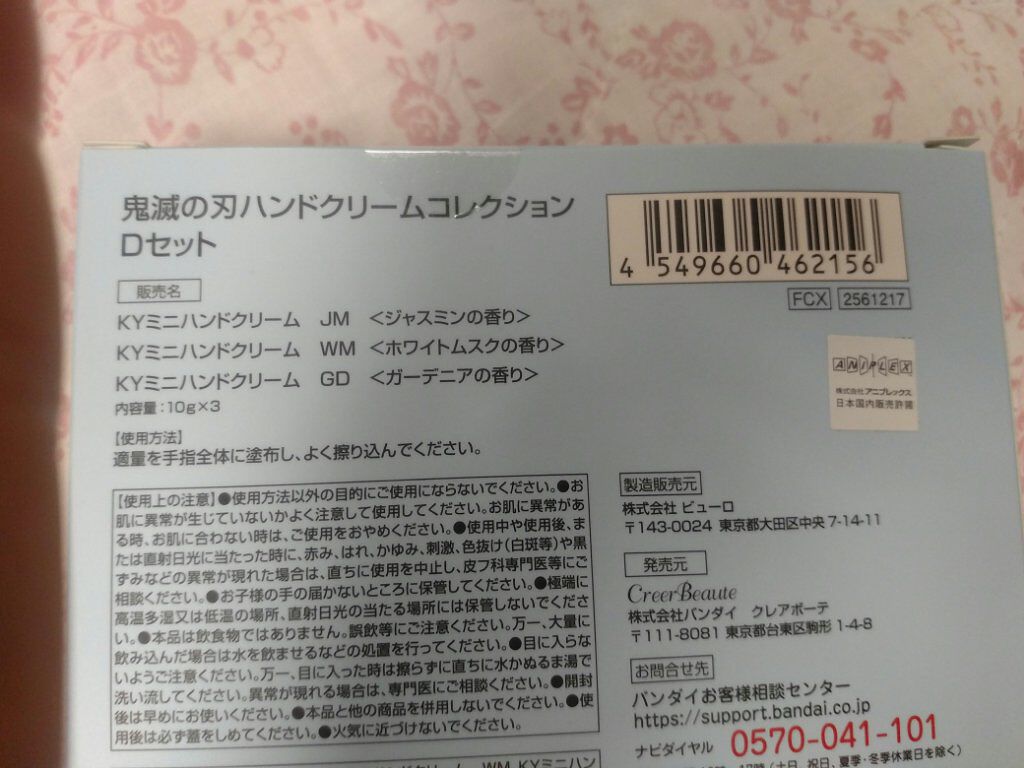 鬼滅の刃ハンドクリームコレクション
Dセット
販売名
KYミニハンドクリーム JM <ジャスミンの香り>
KYミニハンドクリーム WM <ホワイトムスクの香り>
KYミニハンドクリーム GD <ガーデニアの香り>
内容量:10g×3
【使用方法】
適量を手指全体に塗布し、よく擦り込んでください。
【使用上の注意】●使用方法以外の目的にご使用にならないでください。●お
肌に異常が生じていないかよく注意して使用してください。お肌に異常があ
る時、お肌に合わない時は、ご使用をおやめください。●使用中や使用後、ま
たは直射日光に当たった時に、赤み、はれ、かゆみ、刺激、色抜け(白斑等)や黒
ずみなどの異常が現れた場合は、直ちに使用を中止し、皮フ科専門医等にご
相談ください。●お子様の手の届かないところに保管してください。●極端に
高温多湿又は低温の場所、直射日光の当たる場所には保管しないでくださ
い。●本品は飲食物ではありません。誤飲等にご注意ください。万一、大量に
飲み込んだ場合は水を飲ませるなどの処置を行ってください。●目に入らな
いようご注意ください。万一、目に入った時は擦らずに直ちに水かぬるま湯で
洗い流してください。異常が現れる場合は、専門医にご相談ください。●開封
後は早めにお使いください。●本品と他の商品を併用しないでください。●使
用後は必ず蓋をしめてください。●火気に近づけないでください。
4 549660 462156
FCX 2561217
ANIPLEX
株式会社アニプレックス
日本国内販売許諾
製造販売元
株式会社 ピューロ
〒143-0024 東京都大田区中央 7-14-11
発売元
CreerBeaute
株式会社バンダイ クレアボーテ
〒111-8081 東京都台東区駒形 1-4-8
お問合せ先
バンダイお客様相談センター
https://support.bandai.co.jp
ナビダイヤル 0570-041-101
17時(土日、祝日、夏季・冬季休業日を除く)
ドクリーム WM、KYミニハン